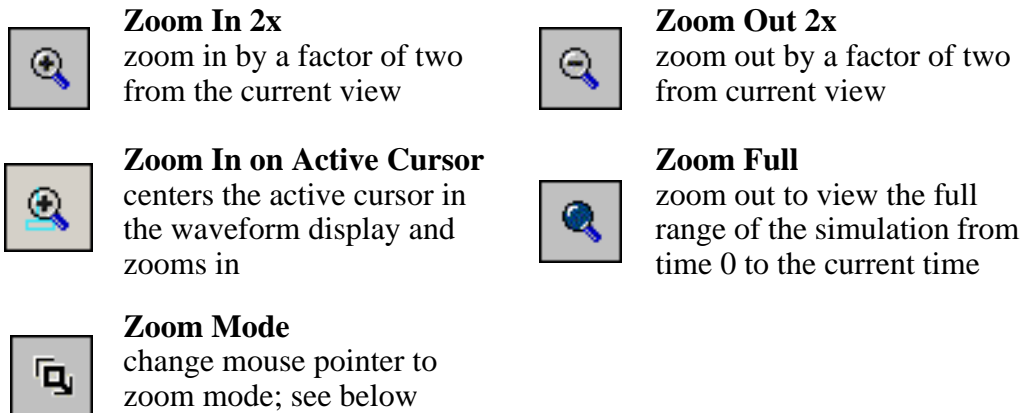 Zoom In 2x
zoom in by a factor of two
from the current view
Zoom Out 2x
zoom out by a factor of two
from current view
Zoom In on Active Cursor
centers the active cursor in
the waveform display and
zooms in
Zoom Full
zoom out to view the full
range of the simulation from
time 0 to the current time
Zoom Mode
change mouse pointer to
zoom mode; see below